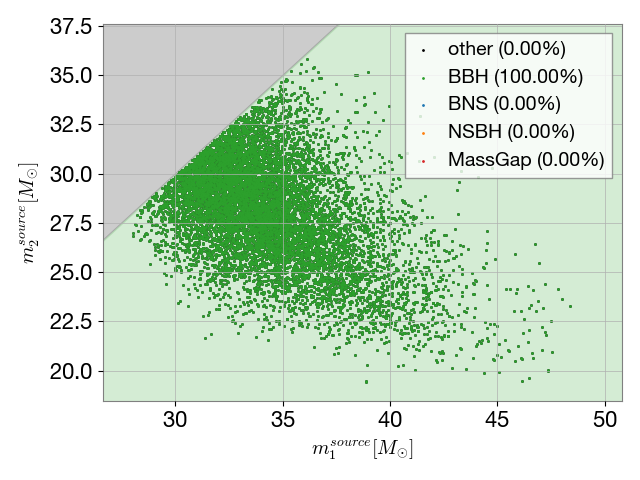 37.5
35.0
32.5
30.0
27.5
25.0
22.5
20.0
m_2^{source}[M_⊙]
other (0.00%)
BBH (100.00%)
BNS (0.00%)
NSBH (0.00%)
MassGap (0.00%)
30 35 40 45 50
m_1^{source}[M_⊙]